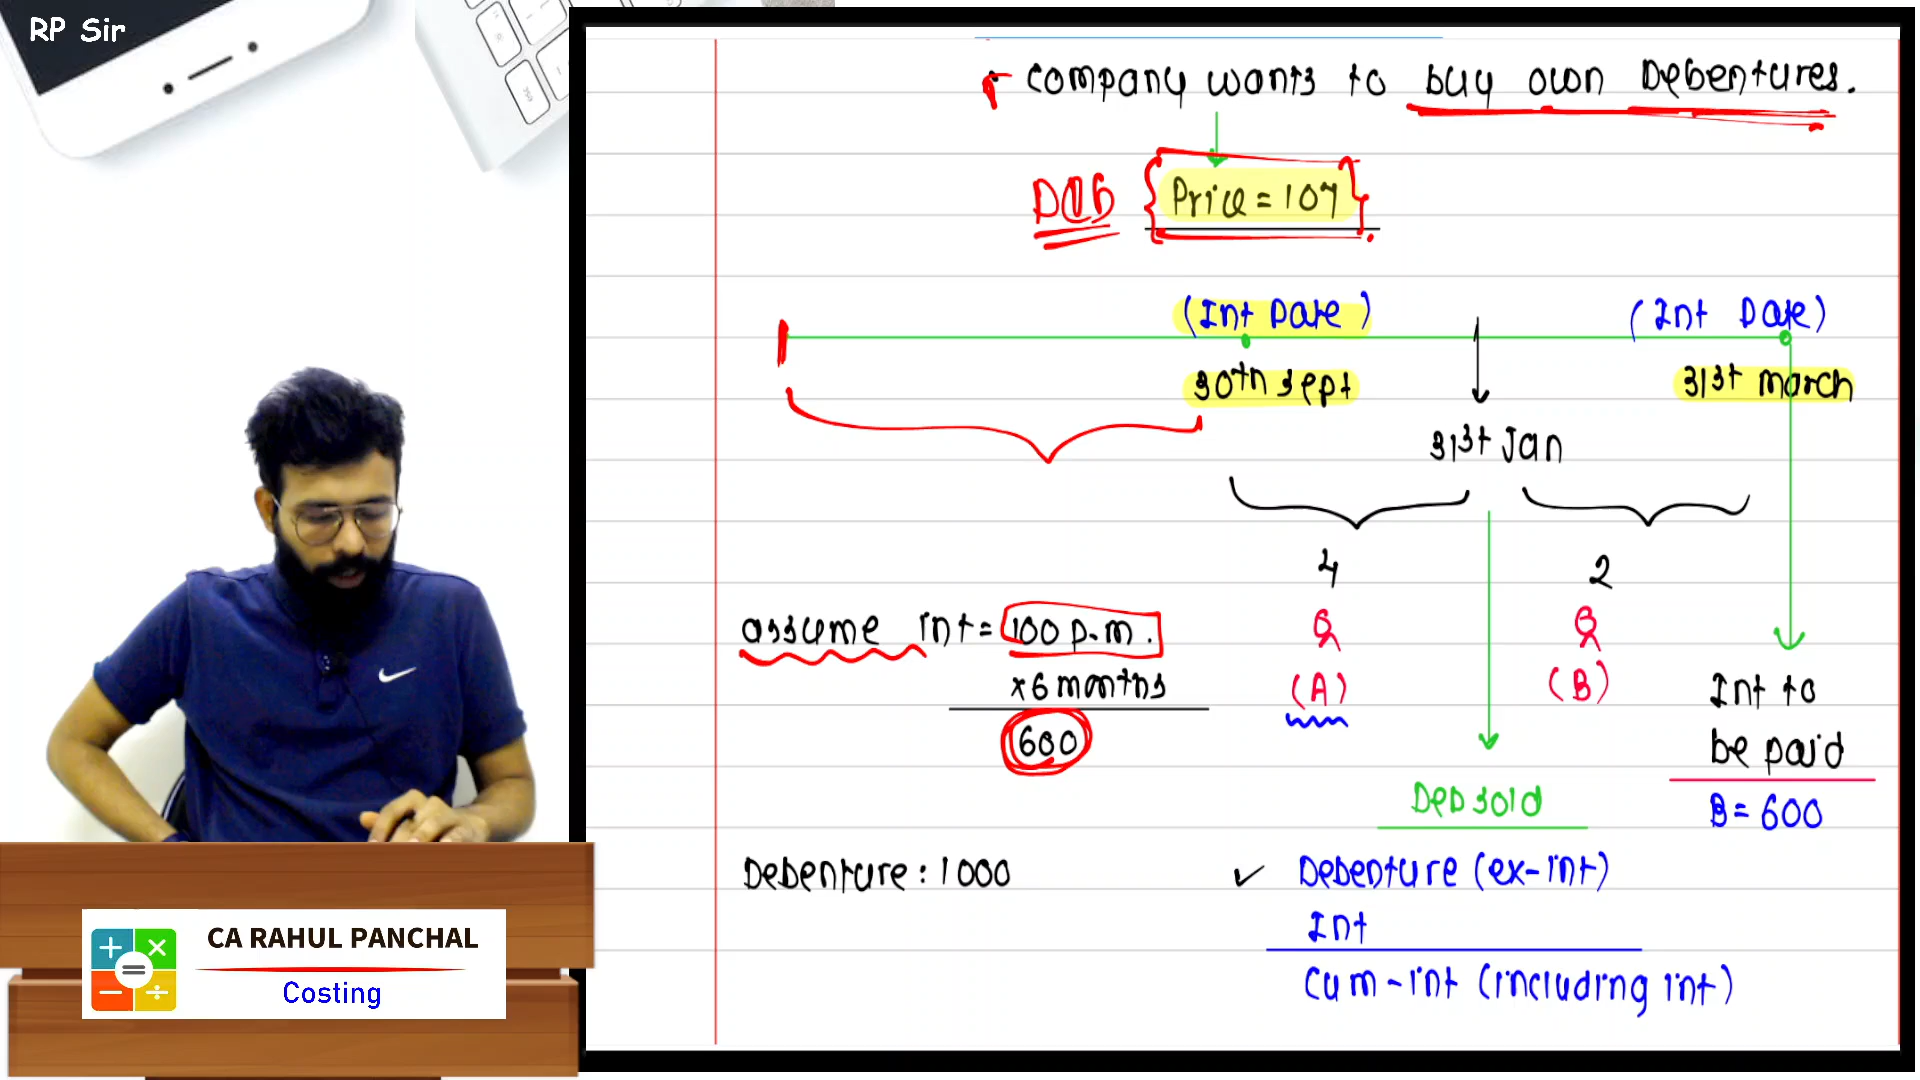 RP Sir
company wants to buy own Debentures.
Price = 107
(Int Date)
(Int Date)
30th Sept
31st march
31st Jan
4
2
assume int = 100 p.m.
(A)
(B)
Int to
x 6 months
be paid
600
Deb sold
B = 600
Debenture : 1000
Debenture (ex-int)
Int
Cum-int (including int)
CA RAHUL PANCHAL
Costing